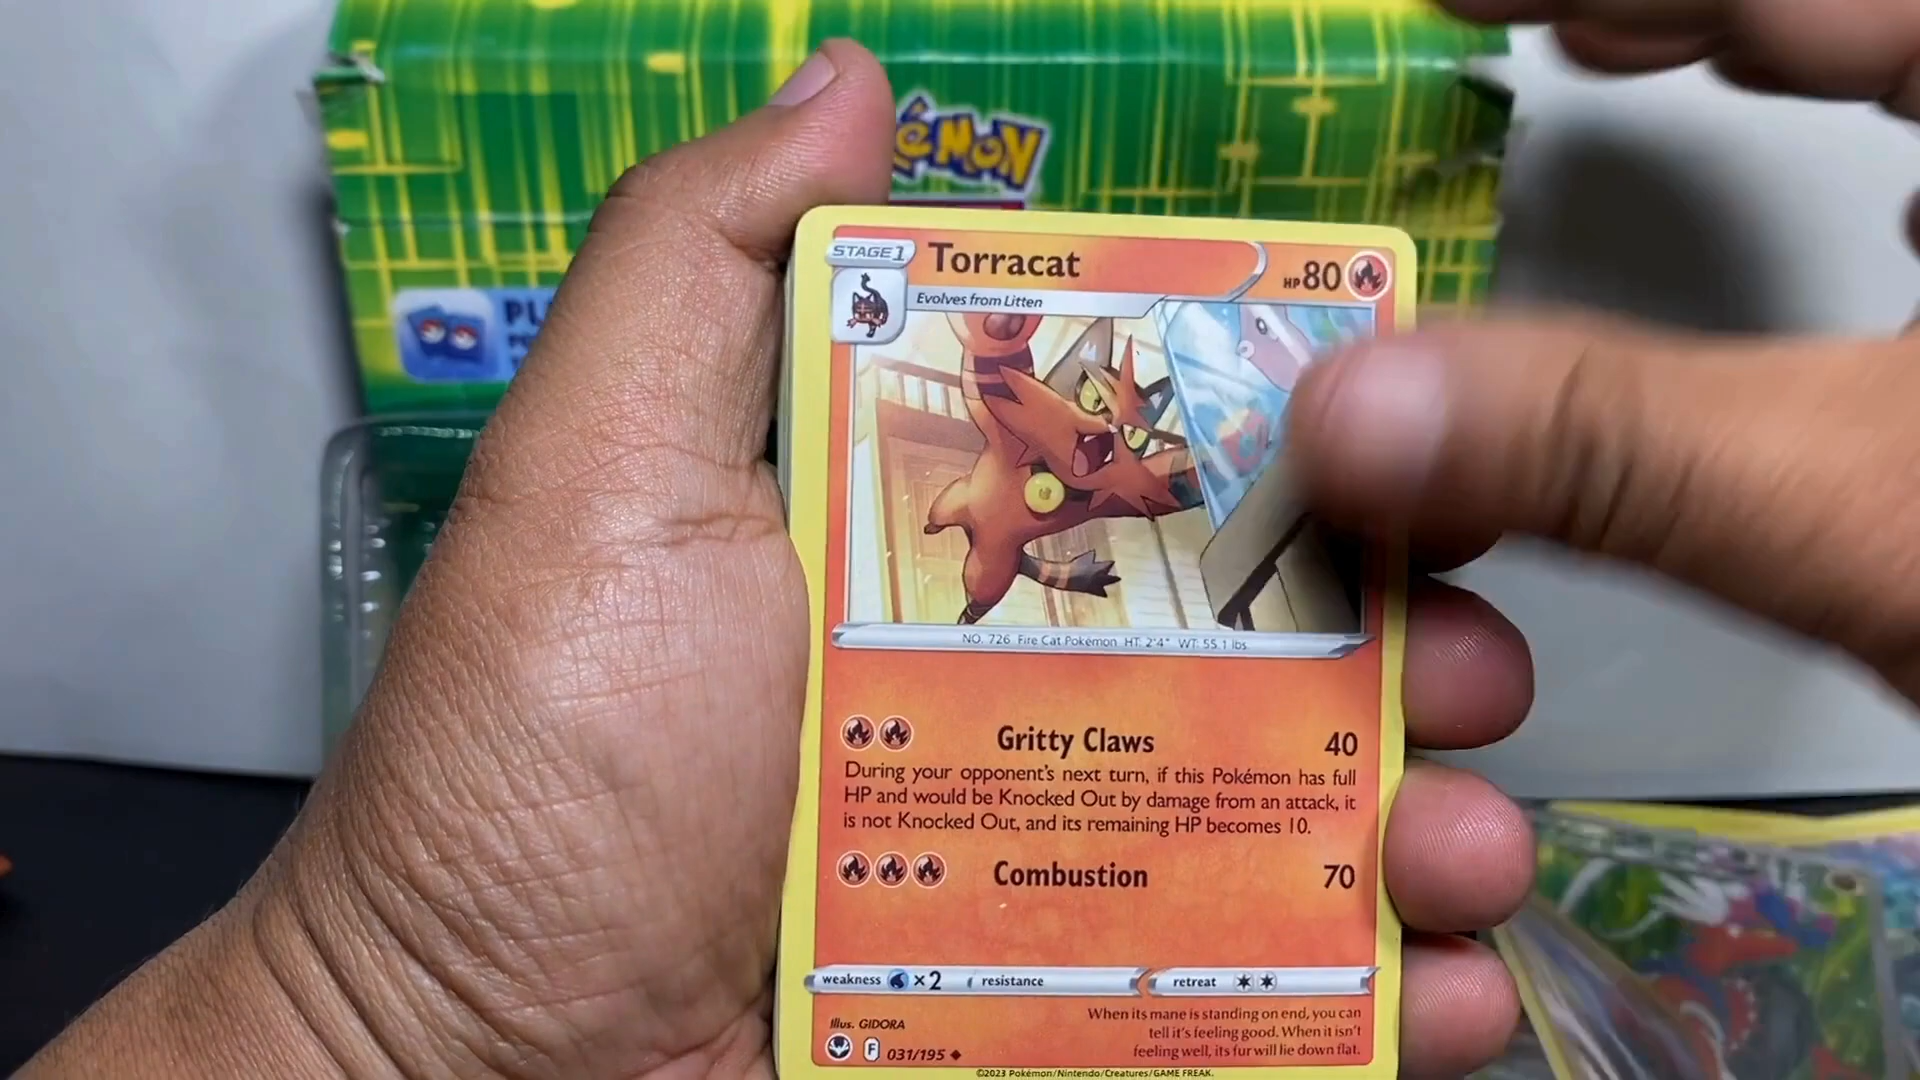 éMON
PL
STAGE 1
Torracat
HP 80
Evolves from Litten
NO. 726 Fire Cat Pokémon HT: 2'4" WT: 55.1 lbs.
Gritty Claws 40
During your opponent's next turn, if this Pokémon has full
HP and would be Knocked Out by damage from an attack, it
is not Knocked Out, and its remaining HP becomes 10.
Combustion 70
weakness ×2 resistance retreat
Illus. GIDORA
F 031/195
When its mane is standing on end, you can
tell it's feeling good. When it isn't
feeling well, its fur will lie down flat.
©2023 Pokémon/Nintendo/Creatures/GAME FREAK.